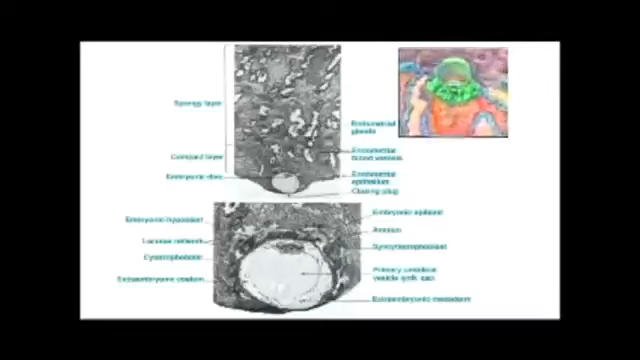 Spongy layer
Endometrial
glands
Compact layer
Endometrial
blood vessels
Embryonic disc
Endometrial
epithelium
Closing plug
Embryonic hypoblast
Embryonic epiblast
Amnion
Lacunar network
Syncytiotrophoblast
Cytotrophoblast
Primary umbilical
vesicle (yolk sac)
Extraembryonic coelom
Extraembryonic mesoderm